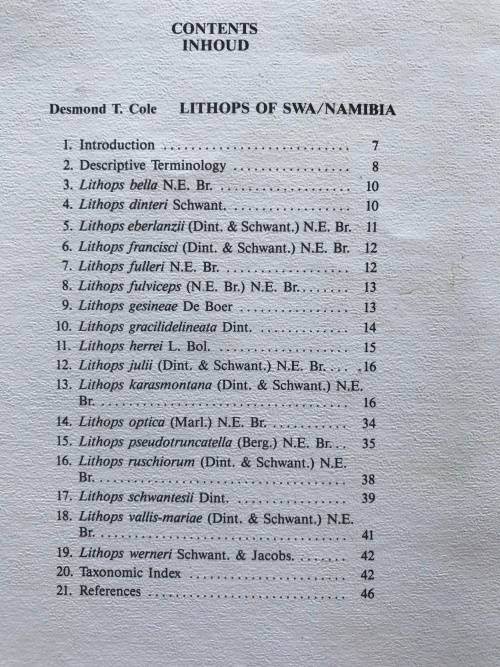 CONTENTS
INHOUD
Desmond T. Cole LITHOPS OF SWA/NAMIBIA
1. Introduction ............................ 7
2. Descriptive Terminology .................. 8
3. Lithops bella N.E. Br. .................... 10
4. Lithops dinteri Schwant. .................. 10
5. Lithops eberlanzii (Dint. & Schwant.) N.E. Br. 11
6. Lithops francisci (Dint. & Schwant.) N.E. Br. 12
7. Lithops fulleri N.E. Br. .................. 12
8. Lithops fulviceps (N.E. Br.) N.E. Br........ 13
9. Lithops gesineae De Boer ................ 13
10. Lithops gracilidelineata Dint. ............. 14
11. Lithops herrei L. Bol. .................... 15
12. Lithops julii (Dint. & Schwant.) N.E. Br. ... .16
13. Lithops karasmontana (Dint. & Schwant.) N.E.
Br. ...................................... 16
14. Lithops optica (Marl.) N.E. Br. ........... 34
15. Lithops pseudotruncatella (Berg.) N.E. Br... 35
16. Lithops ruschiorum (Dint. & Schwant.) N.E.
Br. ...................................... 38
17. Lithops schwantesii Dint. ................ 39
18. Lithops vallis-mariae (Dint. & Schwant.) N.E.
Br. ...................................... 41
19. Lithops werneri Schwant. & Jacobs. ....... 42
20. Taxonomic Index ....................... 42
21. References ............................. 46